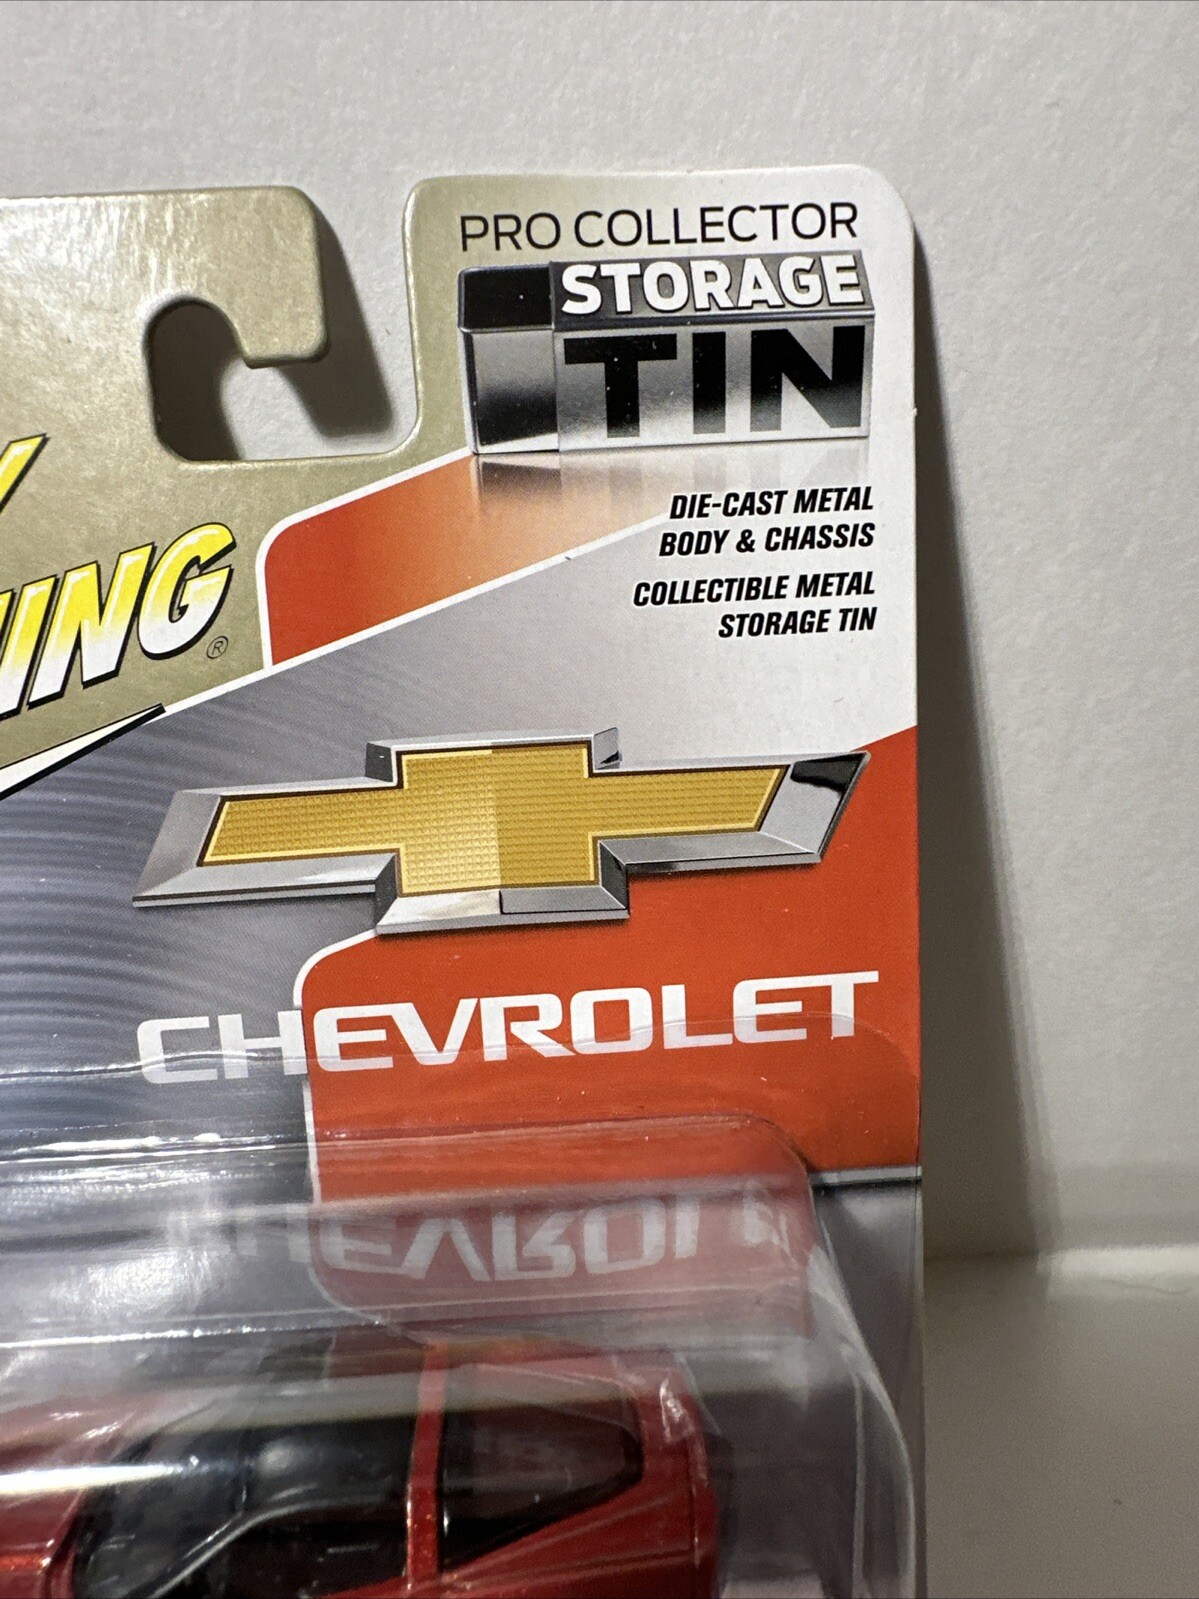 PRO COLLECTOR
STORAGE
TIN
DIE-CAST METAL
BODY & CHASSIS
COLLECTIBLE METAL
STORAGE TIN
®
CHEVROLET